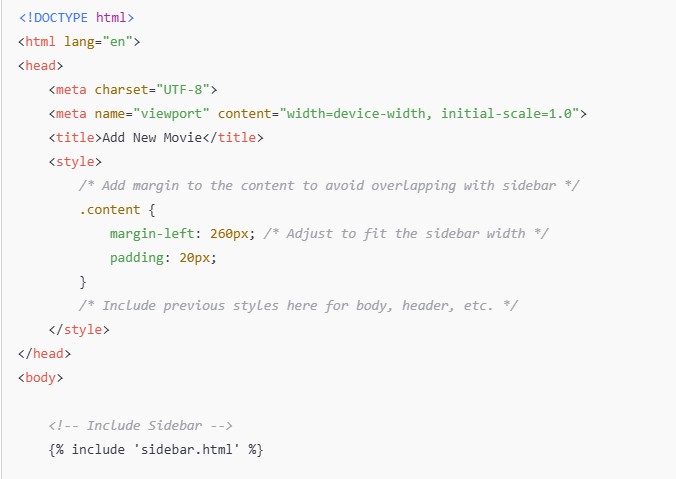 <!DOCTYPE html>
<html lang="en">
<head>
    <meta charset="UTF-8">
    <meta name="viewport" content="width=device-width, initial-scale=1.0">
    <title>Add New Movie</title>
    <style>
        /* Add margin to the content to avoid overlapping with sidebar */
        .content {
            margin-left: 260px; /* Adjust to fit the sidebar width */
            padding: 20px;
        }
        /* Include previous styles here for body, header, etc. */
    </style>
</head>
<body>

    <!-- Include Sidebar -->
    {% include 'sidebar.html' %}